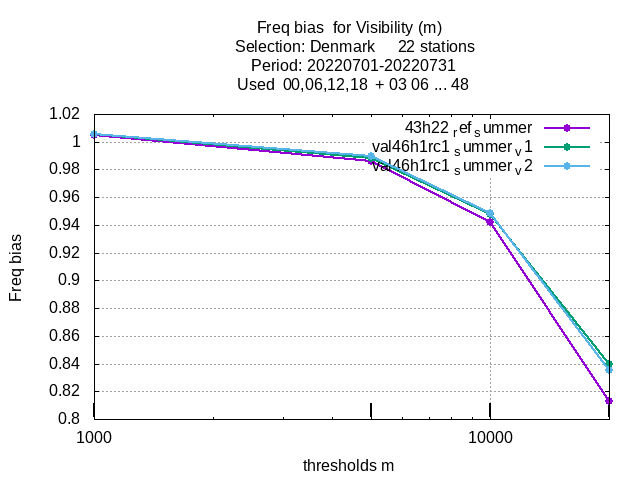 Freq bias  for Visibility (m)
Selection: Denmark     22 stations
Period: 20220701-20220731
Used  00,06,12,18  + 03 06 ... 48
43h22 ref summer
val46h1rc1 summer v1
val46h1rc1 summer v2
1.02
1
0.98
0.96
0.94
0.92
0.9
0.88
0.86
0.84
0.82
0.8
Freq bias
1000
10000
thresholds m